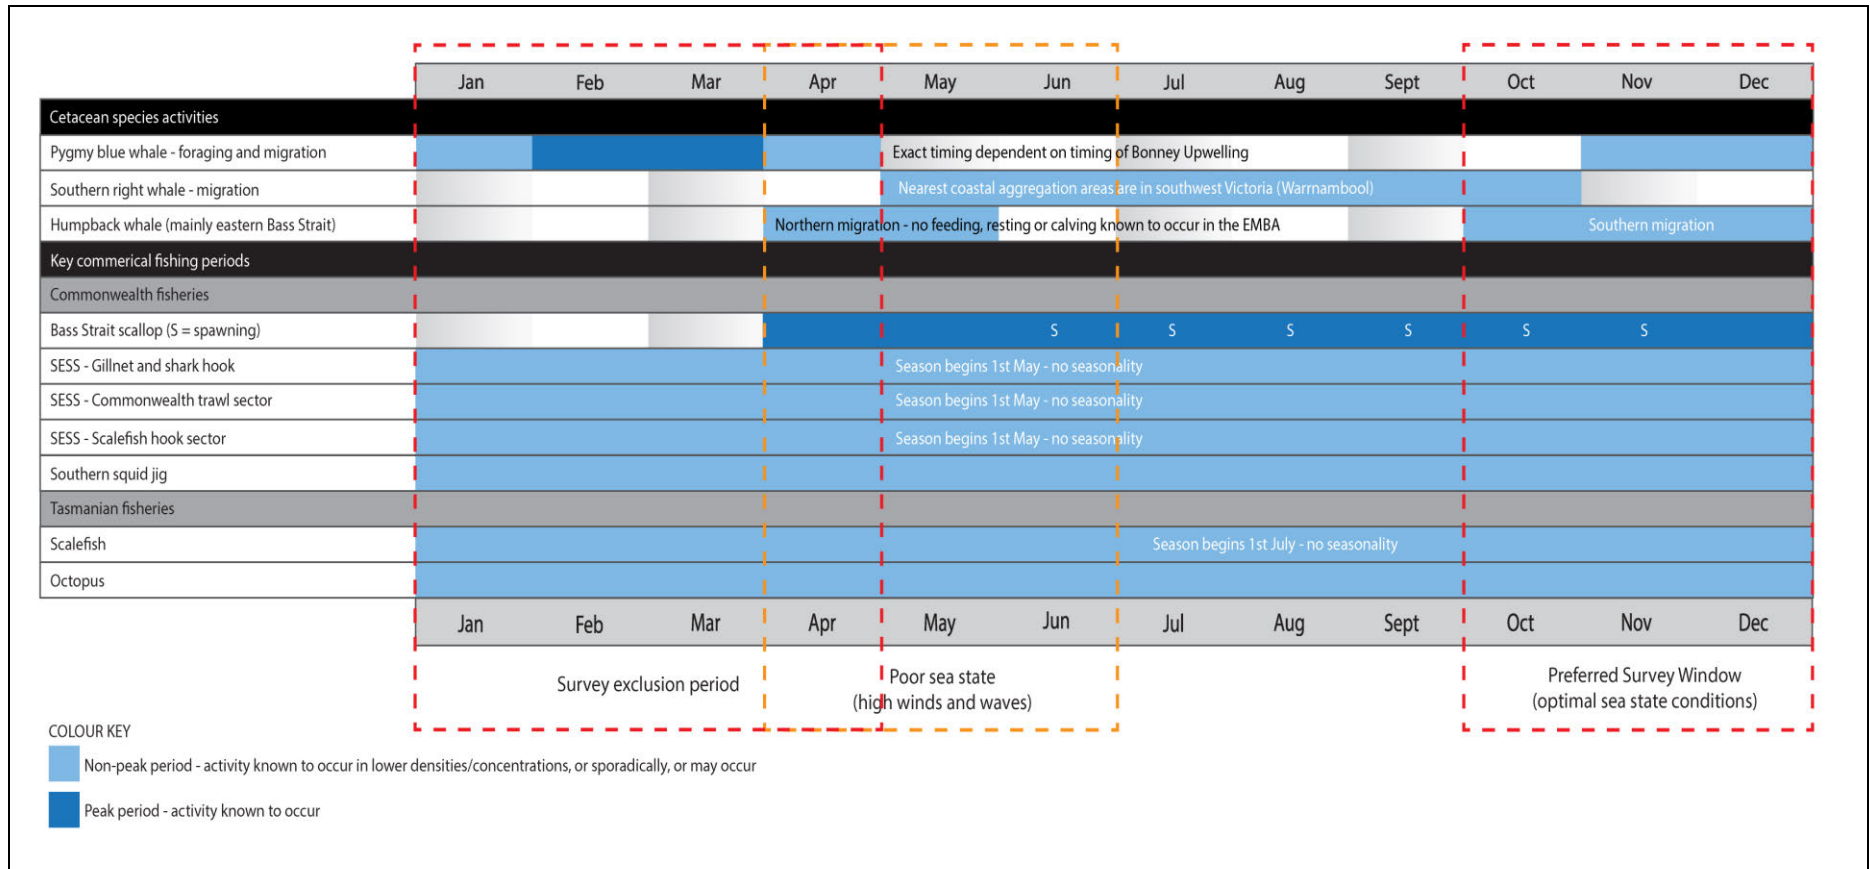 Jan Feb Mar Apr May Jun Jul Aug Sept Oct Nov Dec
Cetacean species activities
Pygmy blue whale - foraging and migration Exact timing dependent on timing of Bonney Upwelling
Southern right whale - migration Nearest coastal aggregation areas are in southwest Victoria (Warrnambool)
Humpback whale (mainly eastern Bass Strait) Northern migration - no feeding, resting or calving known to occur in the EMBA Southern migration
Key commerical fishing periods
Commonwealth fisheries
Bass Strait scallop (S = spawning) S S S S S S
SESS - Gillnet and shark hook Season begins 1st May - no seasonality
SESS - Commonwealth trawl sector Season begins 1st May - no seasonality
SESS - Scalefish hook sector Season begins 1st May - no seasonality
Southern squid jig
Tasmanian fisheries
Scalefish Season begins 1st July - no seasonality
Octopus
Jan Feb Mar Apr May Jun Jul Aug Sept Oct Nov Dec
Survey exclusion period
Poor sea state
(high winds and waves)
Preferred Survey Window
(optimal sea state conditions)
COLOUR KEY
Non-peak period - activity known to occur in lower densities/concentrations, or sporadically, or may occur
Peak period - activity known to occur